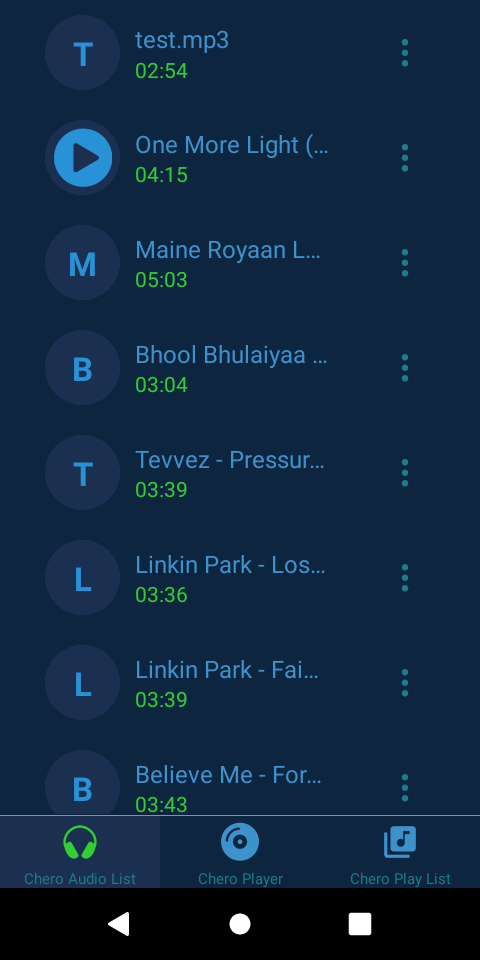 T
test.mp3
02:54
One More Light (...
04:15
M
Maine Royaan L...
05:03
B
Bhool Bhulaiyaa ...
03:04
T
Tevvez - Pressur...
03:39
L
Linkin Park - Los...
03:36
L
Linkin Park - Fai...
03:39
B
Believe Me - For...
03:43
Chero Audio List
Chero Player
Chero Play List